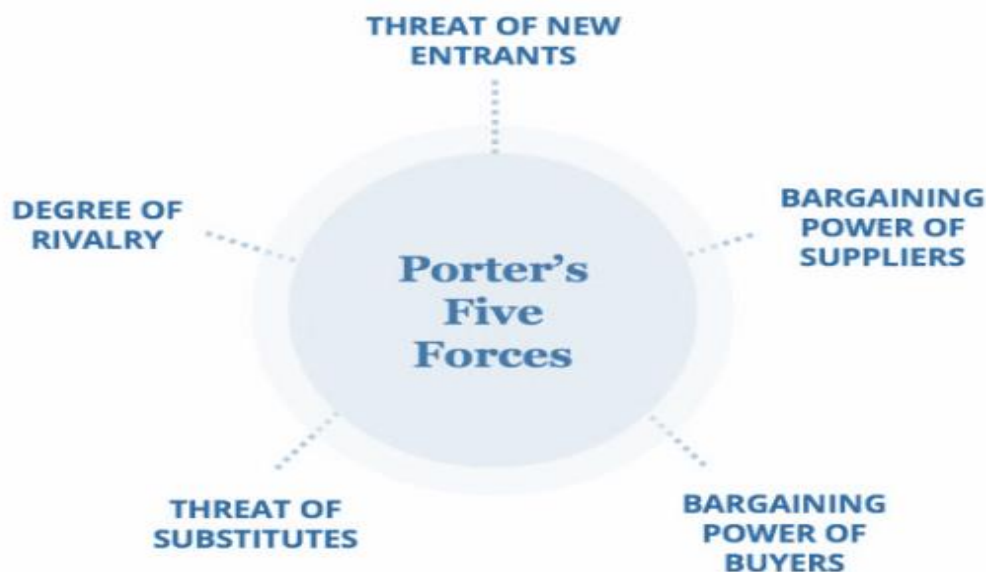 THREAT OF NEW
ENTRANTS
DEGREE OF
RIVALRY
BARGAINING
POWER OF
SUPPLIERS
Porter’s
Five
Forces
THREAT OF
SUBSTITUTES
BARGAINING
POWER OF
BUYERS